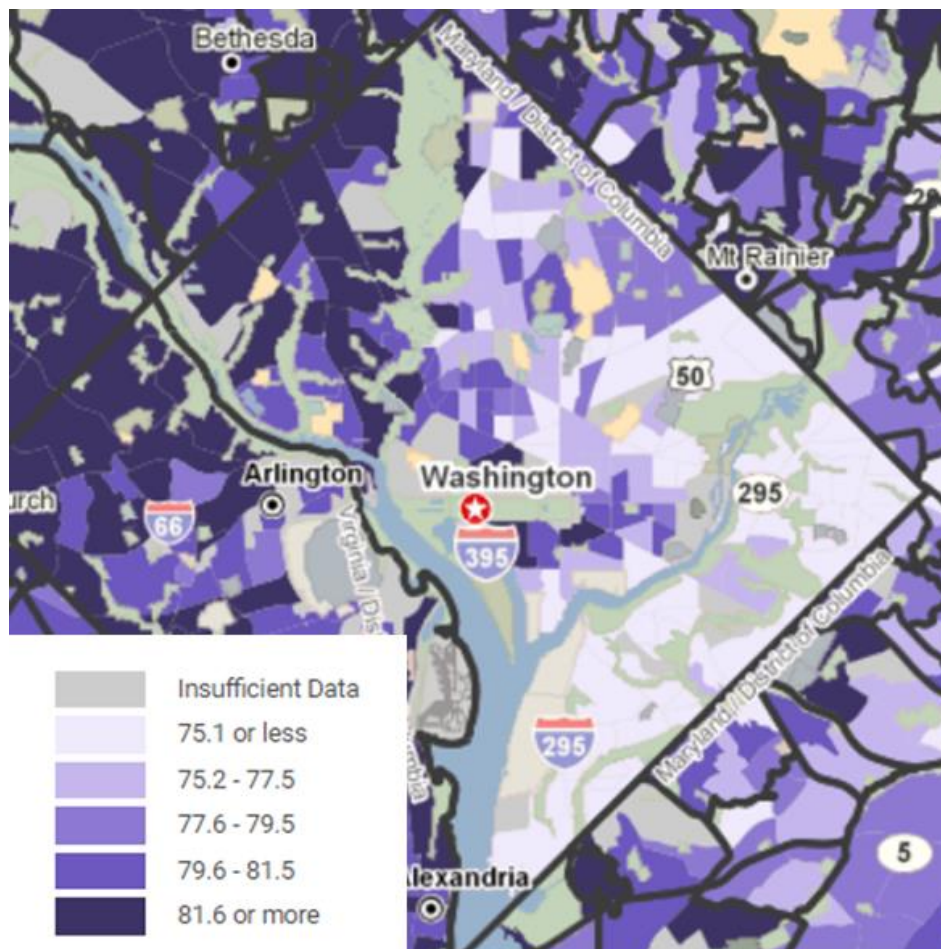 Bethesda
Maryland / District of Columbia
Mt Rainier
50
Arlington
Washington
295
urch
66
395
Virginia / Dis
Maryland / District of Columbia
295
umbia
5
lexandria
Insufficient Data
75.1 or less
75.2 - 77.5
77.6 - 79.5
79.6 - 81.5
81.6 or more